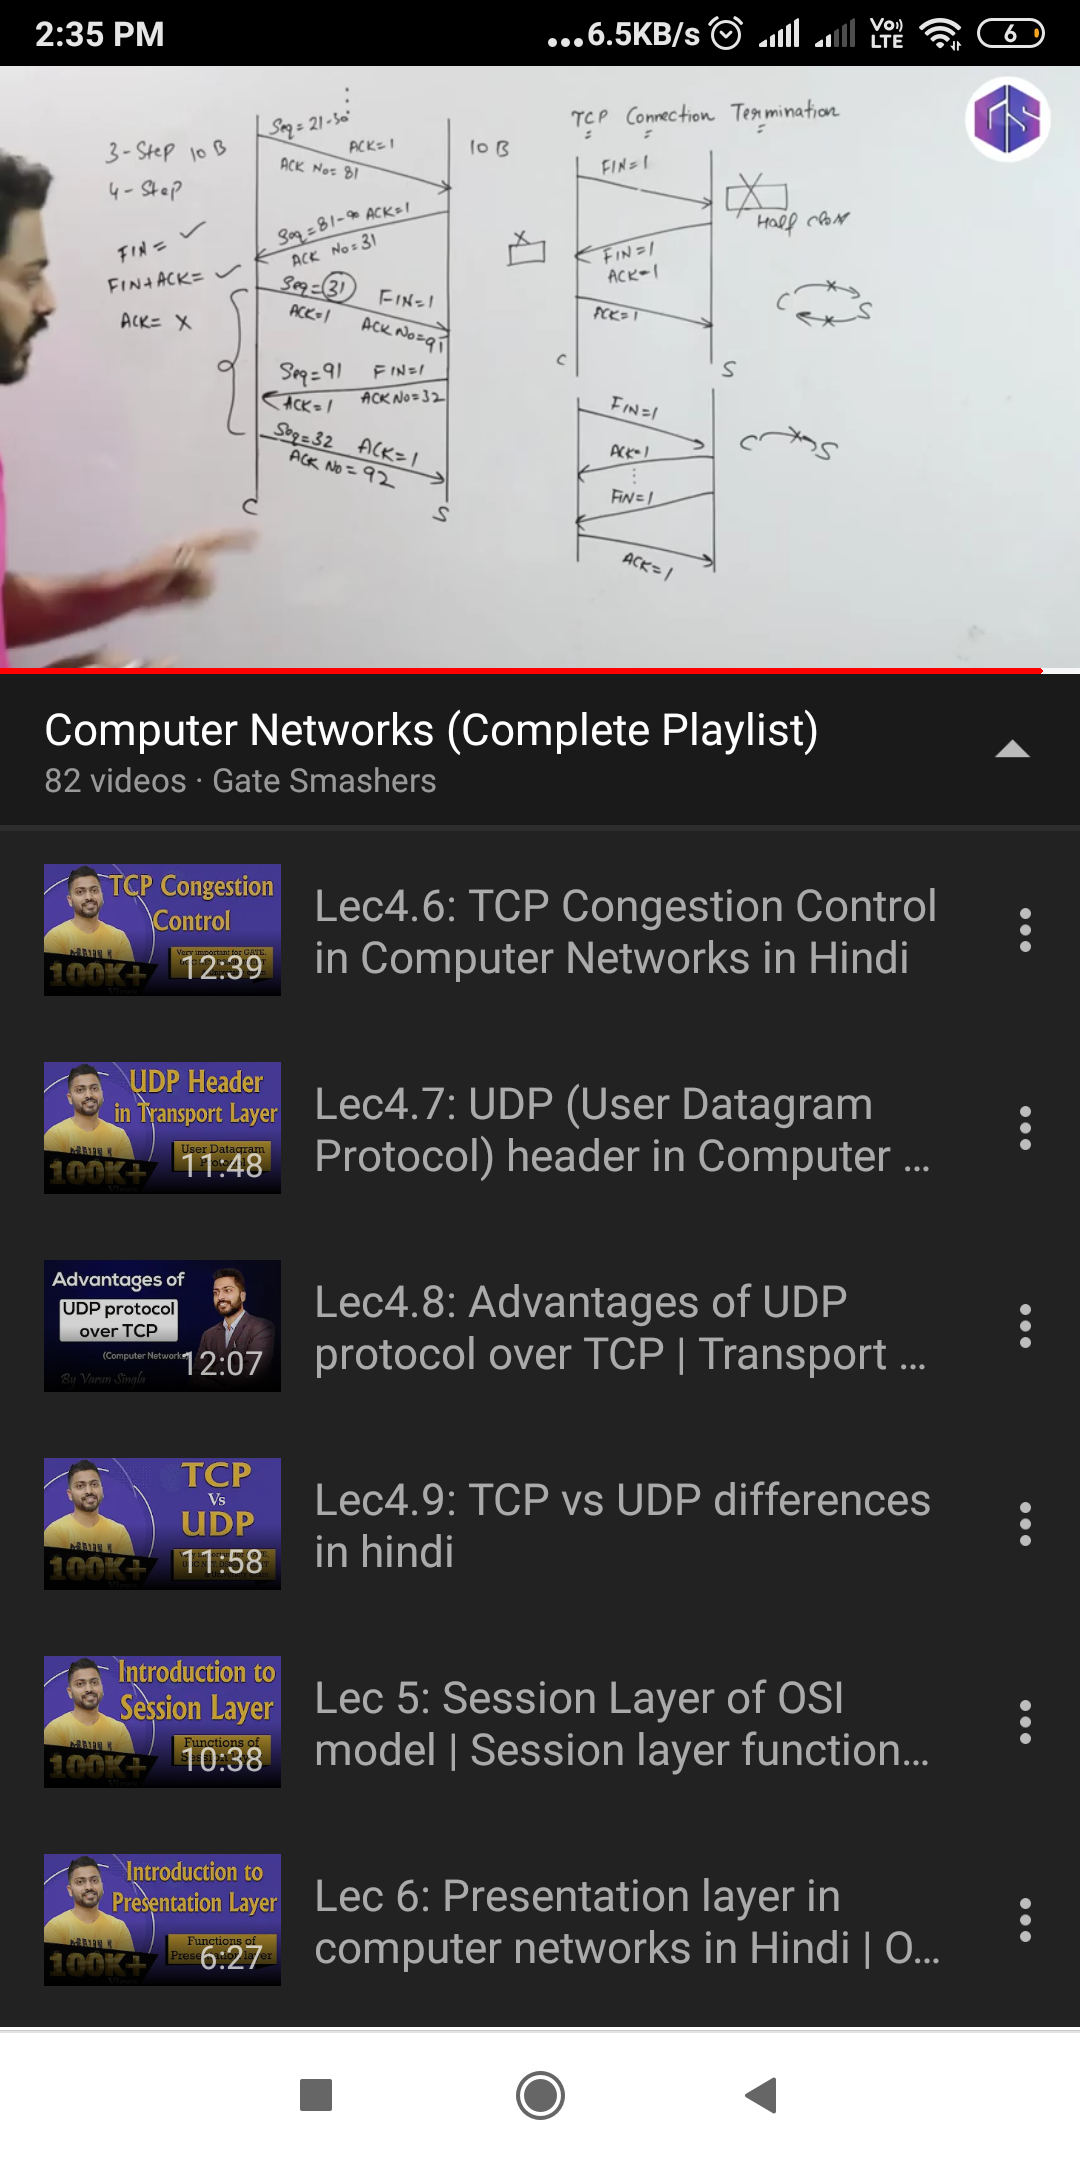 2:35 PM
...6.5KB/s
Vo))
LTE
6
3-Step 10 B
4-Step
FIN=
FIN+ACK=
ACK= X
Seq=21-30
ACK=1
ACK No=81
10 B
Seq=81-90 ACK=1
ACK No=31
Seq=31 FIN=1
ACK=1 ACK No=91
Seq=91 FIN=1
ACK=1 ACK No=32
Seq=32 ACK=1
ACK No=92
C S
TCP Connection Termination
FIN=1
Half close
FIN=1
ACK=1
ACK=1
C S
C S
FIN=1
ACK=1
FIN=1
ACK=1
C S
Computer Networks (Complete Playlist)
82 videos · Gate Smashers
TCP Congestion
Control
Very important for GATE,
100K+
12:39
Lec4.6: TCP Congestion Control
in Computer Networks in Hindi
UDP Header
in Transport Layer
User Datagram
100K+
11:48
Lec4.7: UDP (User Datagram
Protocol) header in Computer ...
Advantages of
UDP protocol
over TCP
(Computer Network
By Varun Singla
12:07
Lec4.8: Advantages of UDP
protocol over TCP | Transport ...
TCP
Vs
UDP
100K+
11:58
Lec4.9: TCP vs UDP differences
in hindi
Introduction to
Session Layer
Functions of
100K+
10:38
Lec 5: Session Layer of OSI
model | Session layer function...
Introduction to
Presentation Layer
Functions of
100K+
6:27
Lec 6: Presentation layer in
computer networks in Hindi | O...